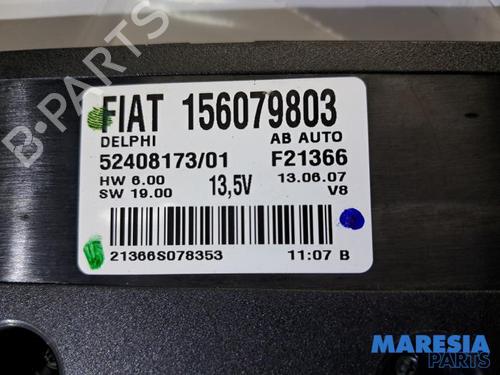 FIAT 156079803
DELPHI AB AUTO
52408173/01 F21366
HW 6.00 13.06.07
SW 19.00 13,5V V8
21366S078353 11:07 B
MARESIA
PARTS